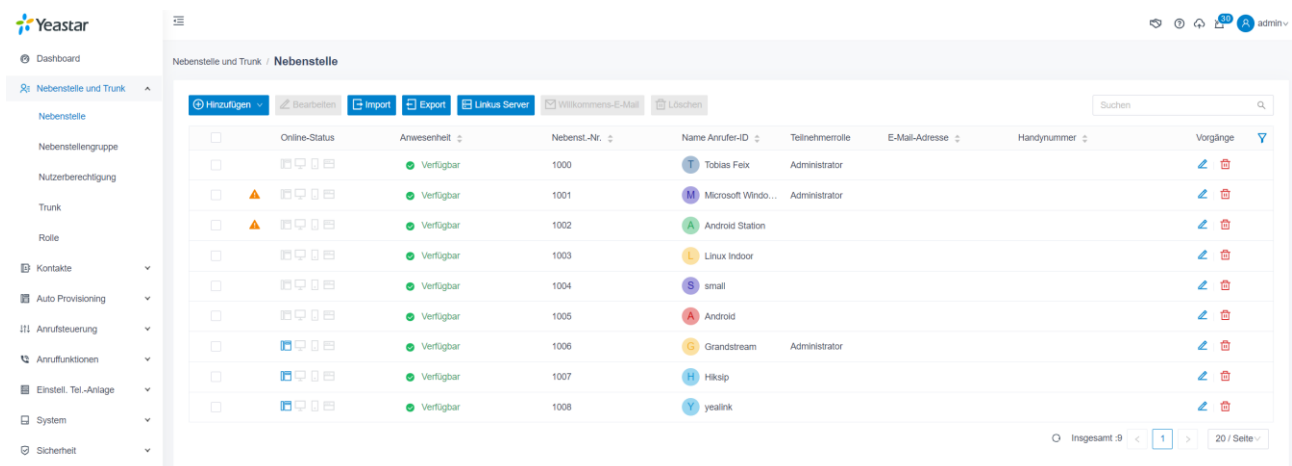 Yeastar
30
A admin
Dashboard
Nebenstelle und Trunk
Nebenstelle
Nebenstellengruppe
Nutzerberechtigung
Trunk
Rolle
Kontakte
Auto Provisioning
Anrufsteuerung
Anruffunktionen
Einstell. Tel.-Anlage
System
Sicherheit
Nebenstelle und Trunk / Nebenstelle
Hinzufügen Bearbeiten Import Export Linkus Server Willkommens-E-Mail Löschen Suchen
Online-Status Anwesenheit Nebenst.-Nr. Name Anrufer-ID Teilnehmerrolle E-Mail-Adresse Handynummer Vorgänge
Verfügbar 1000 T Tobias Feix Administrator
Verfügbar 1001 M Microsoft Windo... Administrator
Verfügbar 1002 A Android Station
Verfügbar 1003 L Linux Indoor
Verfügbar 1004 S small
Verfügbar 1005 A Android
Verfügbar 1006 G Grandstream Administrator
Verfügbar 1007 H Hiksip
Verfügbar 1008 Y yealink
Insgesamt :9 < 1 > 20 / Seite